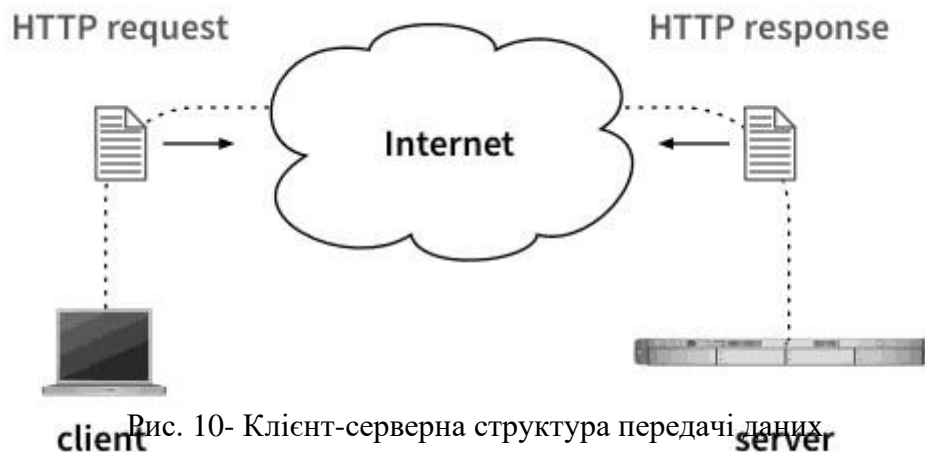 HTTP request
HTTP response
Internet
client
server
Рис. 10- Клієнт-серверна структура передачі даних